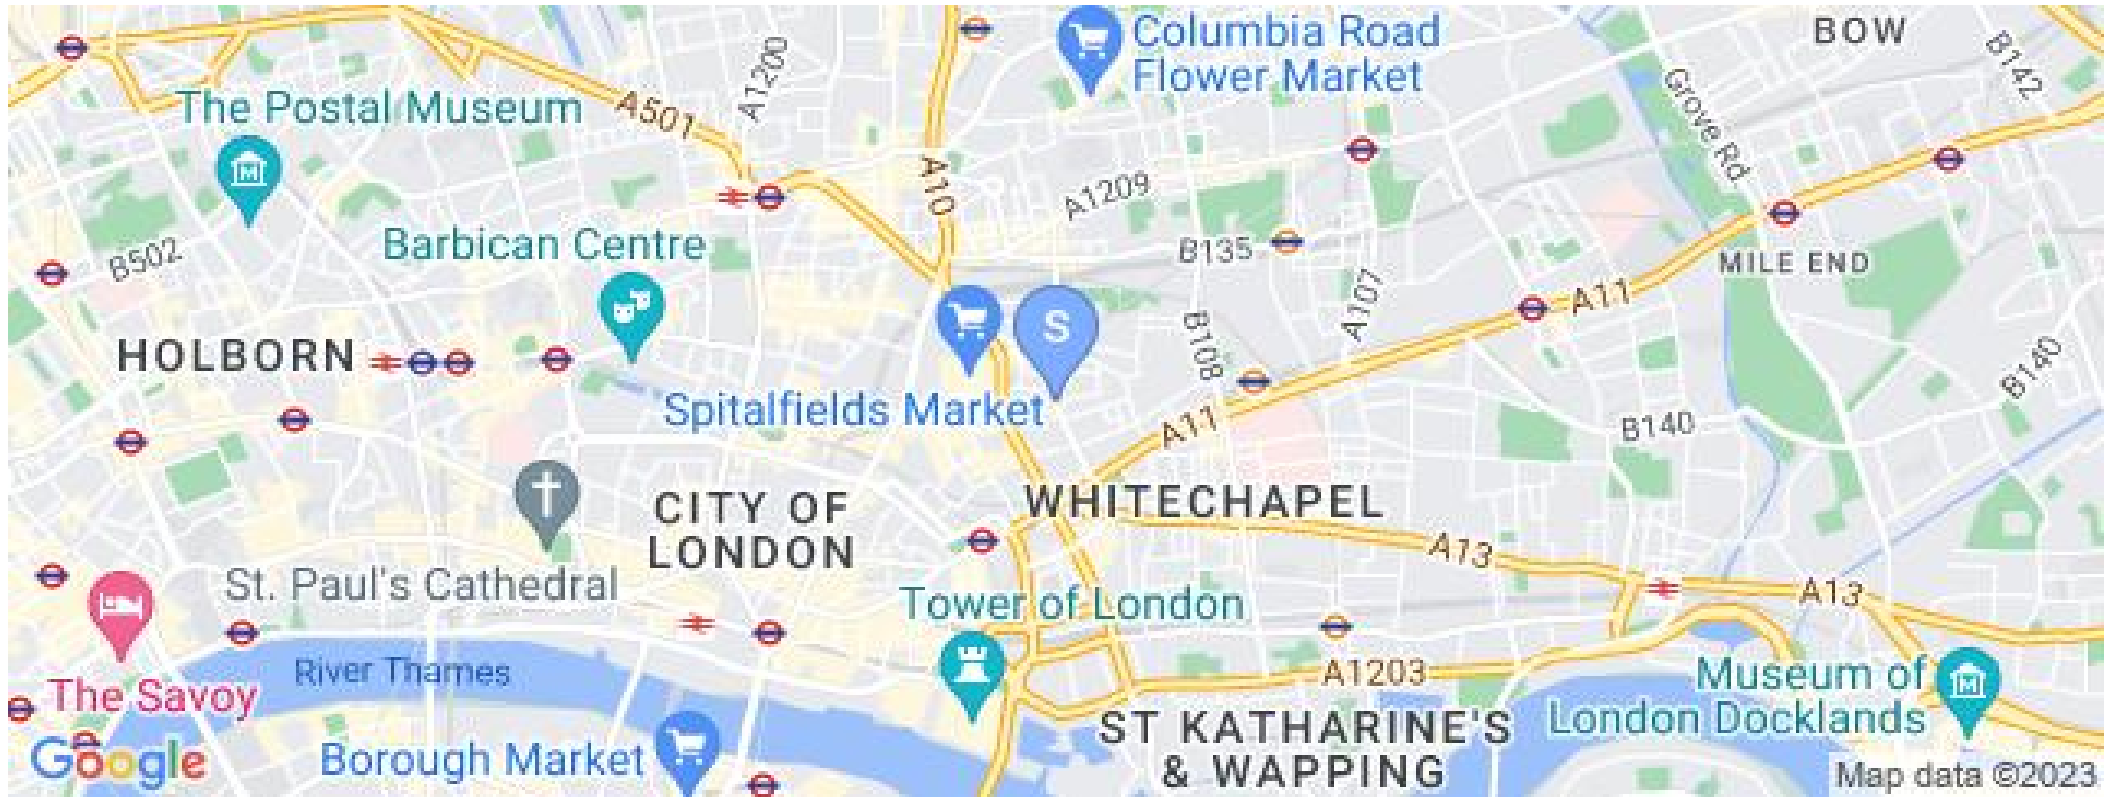 Columbia Road
Flower Market
BOW
B142
A1200
A501
The Postal Museum
Grove Rd
A10
A1209
B502
Barbican Centre
B135
MILE END
A107
A11
HOLBORN
B108
B140
Spitalfields Market
S
A11
B140
CITY OF
LONDON
WHITECHAPEL
A13
St. Paul's Cathedral
Tower of London
A13
River Thames
A1203
The Savoy
Museum of
London Docklands
ST KATHARINE'S
& WAPPING
Borough Market
Google
Map data ©2023